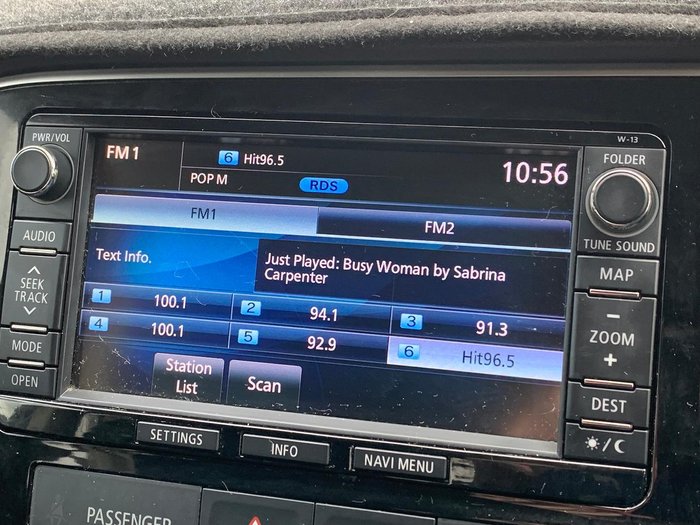 PWR/VOL
W-13
FM1
6 Hit96.5
10:56
FOLDER
POP M
RDS
TUNE SOUND
FM1
FM2
AUDIO
Text Info.
Just Played: Busy Woman by Sabrina
Carpenter
MAP
SEEK
TRACK
1 100.1
2 94.1
3 91.3
− ZOOM +
4 100.1
5 92.9
6 Hit96.5
MODE
Station
List
Scan
OPEN
DEST
SETTINGS
INFO
NAVI MENU
PASSENGER